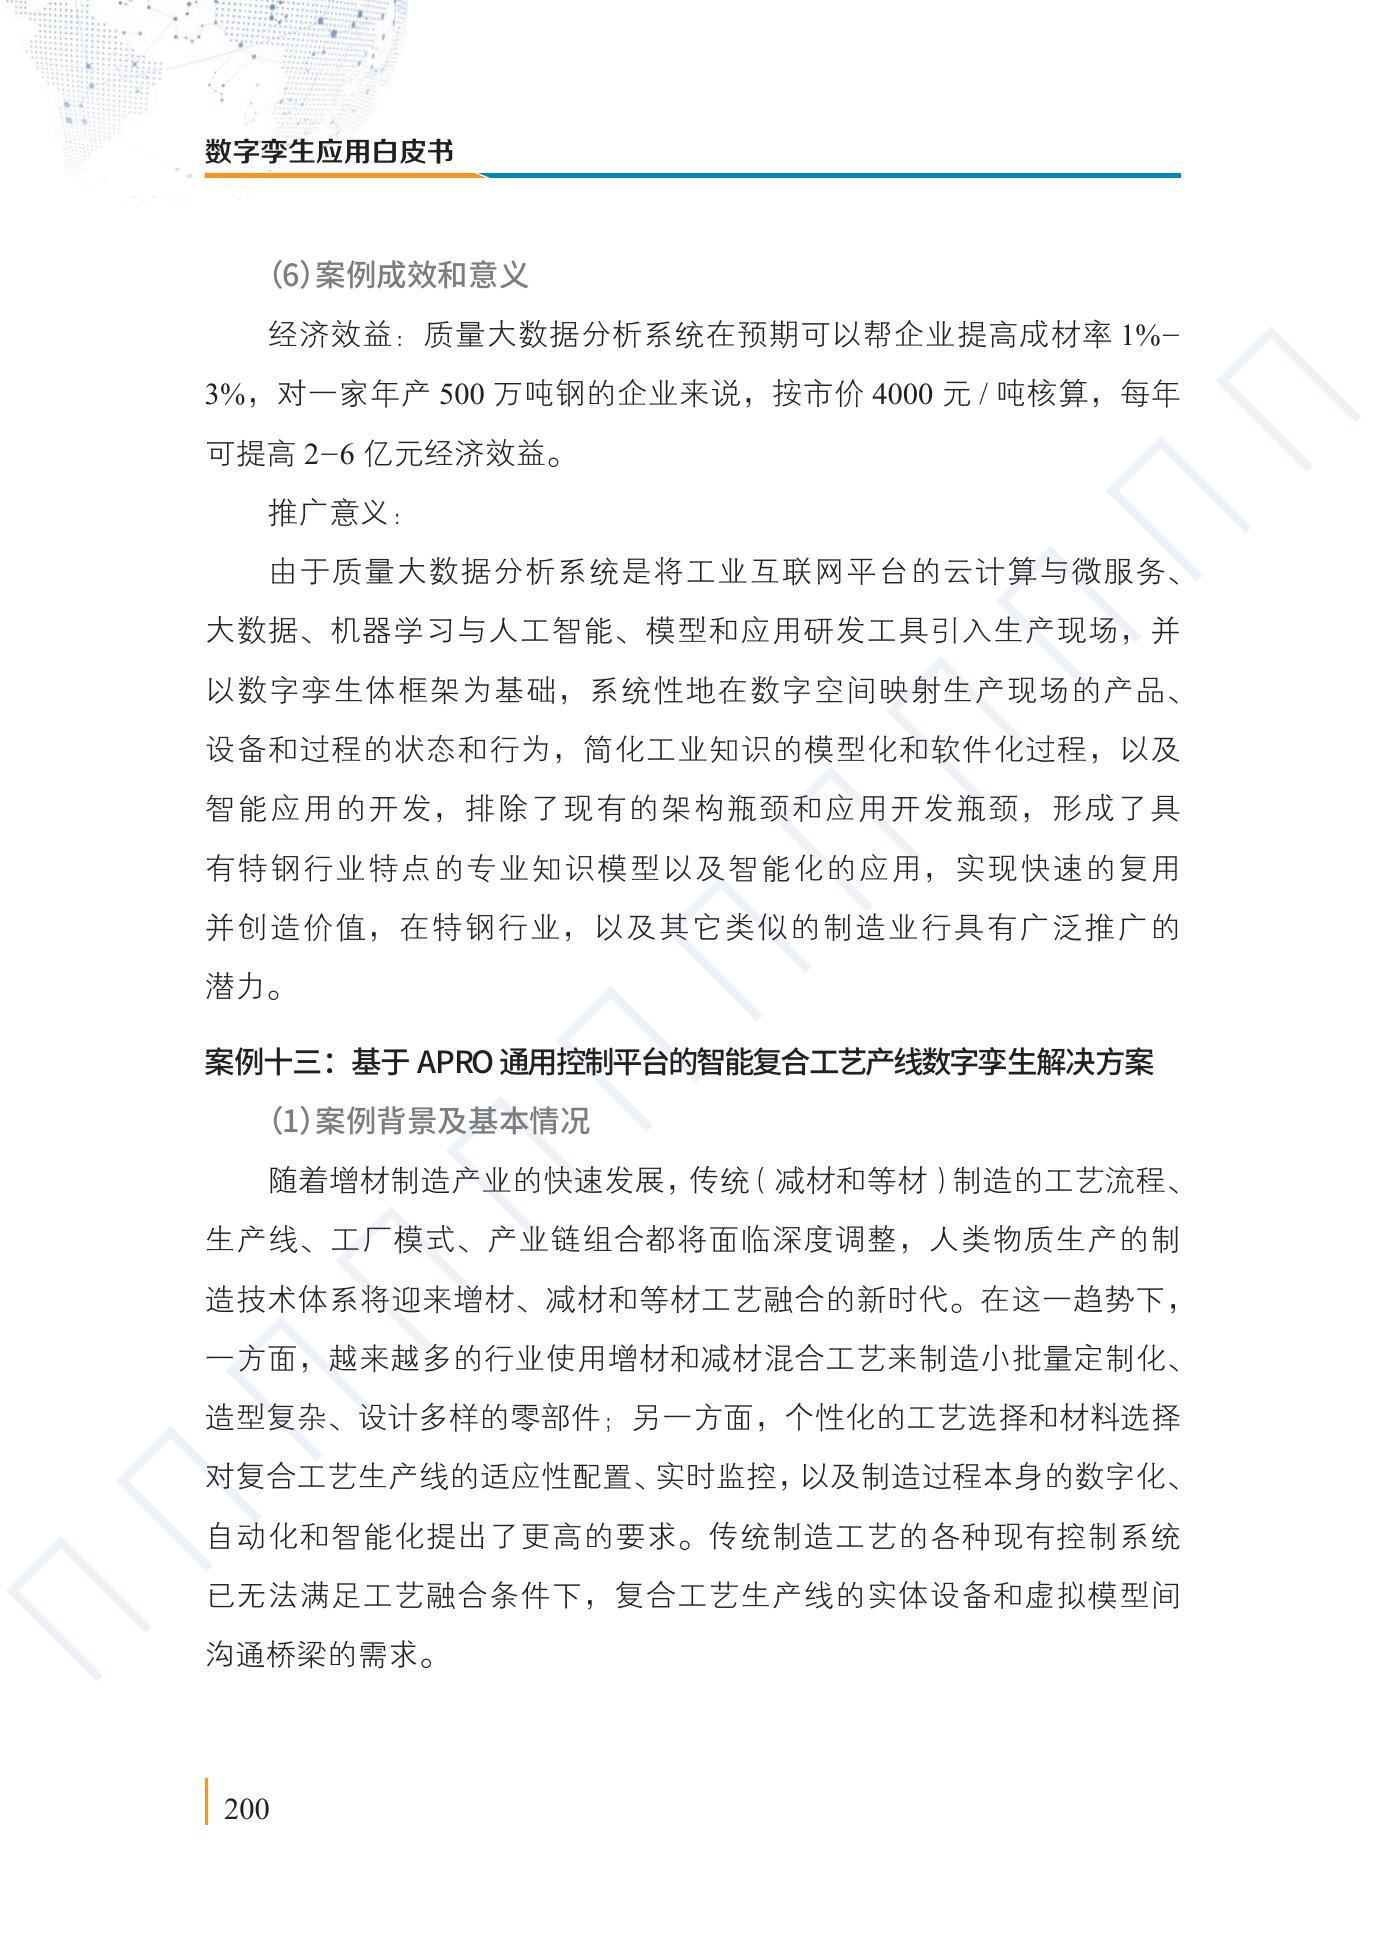 数字孪生应用白皮书
（6）案例成效和意义
经济效益：质量大数据分析系统在预期可以帮企业提高成材率 1%-
3%，对一家年产 500 万吨钢的企业来说，按市价 4000 元 / 吨核算，每年
可提高 2-6 亿元经济效益。
推广意义：
由于质量大数据分析系统是将工业互联网平台的云计算与微服务、
大数据、机器学习与人工智能、模型和应用研发工具引入生产现场，并
以数字孪生体框架为基础，系统性地在数字空间映射生产现场的产品、
设备和过程的状态和行为，简化工业知识的模型化和软件化过程，以及
智能应用的开发，排除了现有的架构瓶颈和应用开发瓶颈，形成了具
有特钢行业特点的专业知识模型以及智能化的应用，实现快速的复用
并创造价值，在特钢行业，以及其它类似的制造业行具有广泛推广的
潜力。
案例十三：基于 APRO 通用控制平台的智能复合工艺产线数字孪生解决方案
（1）案例背景及基本情况
随着增材制造产业的快速发展，传统（减材和等材）制造的工艺流程、
生产线、工厂模式、产业链组合都将面临深度调整，人类物质生产的制
造技术体系将迎来增材、减材和等材工艺融合的新时代。在这一趋势下，
一方面，越来越多的行业使用增材和减材混合工艺来制造小批量定制化、
造型复杂、设计多样的零部件；另一方面，个性化的工艺选择和材料选择
对复合工艺生产线的适应性配置、实时监控，以及制造过程本身的数字化、
自动化和智能化提出了更高的要求。传统制造工艺的各种现有控制系统
已无法满足工艺融合条件下，复合工艺生产线的实体设备和虚拟模型间
沟通桥梁的需求。
200